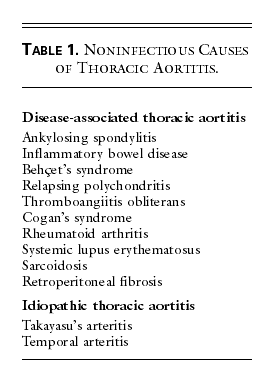 TABLE 1. NONINFECTIOUS CAUSES
OF THORACIC AORTITIS.
Disease-associated thoracic aortitis
Ankylosing spondylitis
Inflammatory bowel disease
Behçet's syndrome
Relapsing polychondritis
Thromboangiitis obliterans
Cogan's syndrome
Rheumatoid arthritis
Systemic lupus erythematosus
Sarcoidosis
Retroperitoneal fibrosis
Idiopathic thoracic aortitis
Takayasu's arteritis
Temporal arteritis